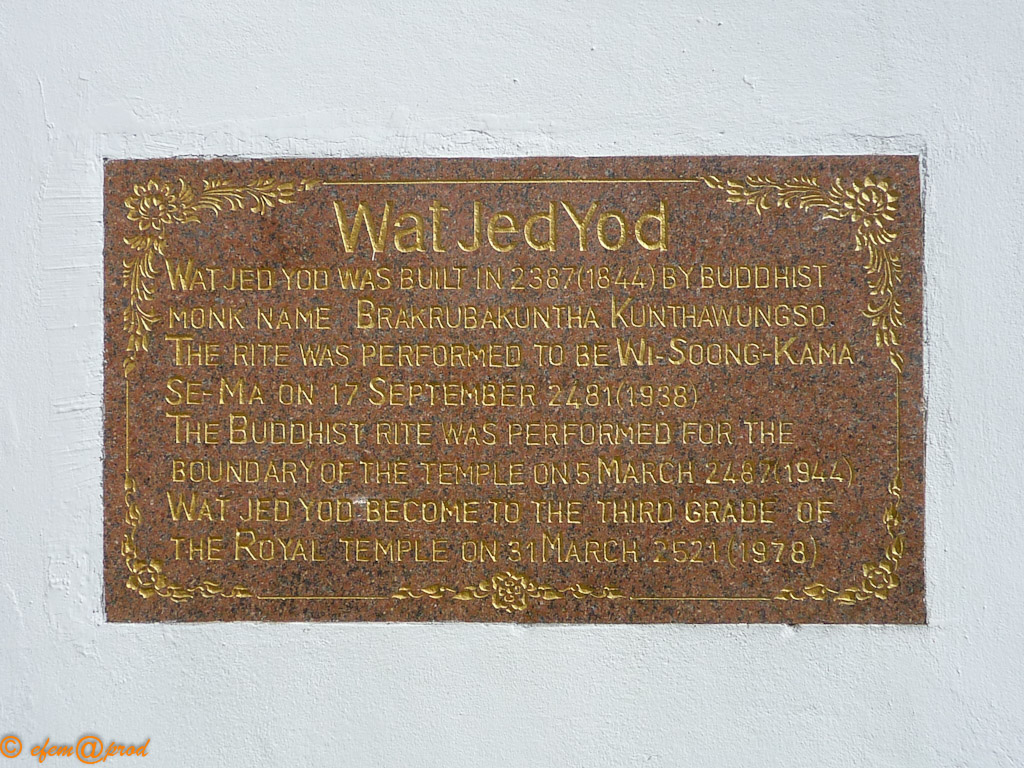 Wat Jed Yod
WAT JED YOD WAS BUILT IN 2387(1844) BY BUDDHIST
MONK NAME BRAKRUBAKUNTHA KUNTHAWUNGSO.
THE RITE WAS PERFORMED TO BE WI-SOONG-KAMA
SE-MA ON 17 SEPTEMBER 2481(1938)
THE BUDDHIST RITE WAS PERFORMED FOR THE
BOUNDARY OF THE TEMPLE ON 5 MARCH 2487(1944)
WAT JED YOD BECOME TO THE THIRD GRADE OF
THE ROYAL TEMPLE ON 31 MARCH 2521 (1978)
© efem@prod